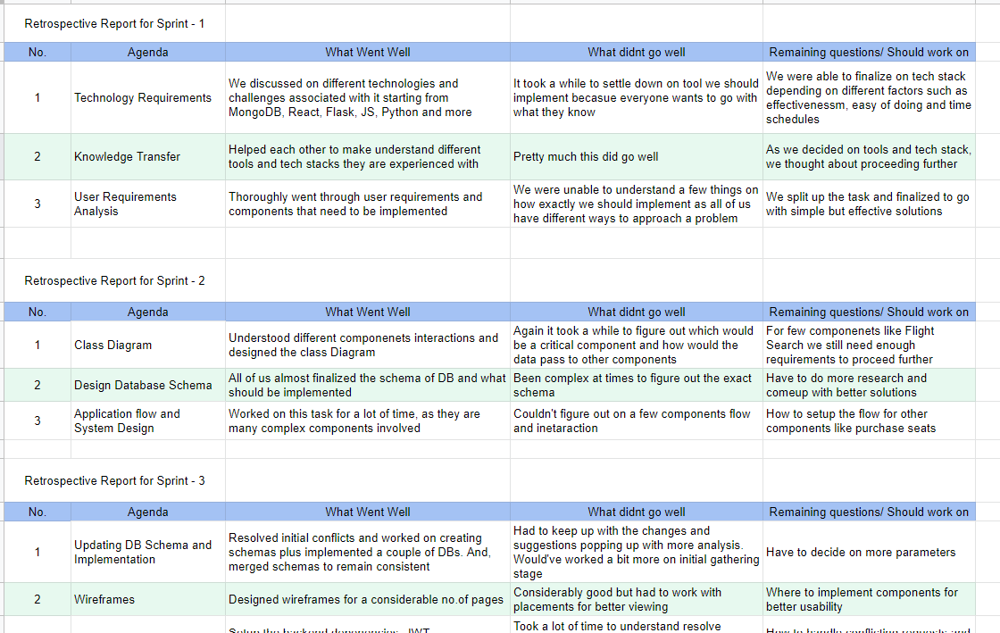 Retrospective Report for Sprint - 1
No. Agenda What Went Well What didnt go well Remaining questions/ Should work on
1 Technology Requirements
We discussed on different technologies and
challenges associated with it starting from
MongoDB, React, Flask, JS, Python and more
It took a while to settle down on tool we should
implement becasue everyone wants to go with
what they know
We were able to finalize on tech stack
depending on different factors such as
effectivenessm, easy of doing and time
schedules
2 Knowledge Transfer
Helped each other to make understand different
tools and tech stacks they are experienced with
Pretty much this did go well
As we decided on tools and tech stack,
we thought about proceeding further
3 User Requirements
Analysis
Thoroughly went through user requirements and
components that need to be implemented
We were unable to understand a few things on
how exactly we should implement as all of us
have different ways to approach a problem
We split up the task and finalized to go
with simple but effective solutions
Retrospective Report for Sprint - 2
No. Agenda What Went Well What didnt go well Remaining questions/ Should work on
1 Class Diagram
Understood different componenets interactions and
designed the class Diagram
Again it took a while to figure out which would
be a critical component and how would the
data pass to other components
For few componenets like Flight
Search we still need enough
requirements to proceed further
2 Design Database Schema
All of us almost finalized the schema of DB and what
should be implemented
Been complex at times to figure out the exact
schema
Have to do more research and
comeup with better solutions
3 Application flow and
System Design
Worked on this task for a lot of time, as they are
many complex components involved
Couldn't figure out on a few components flow
and inetaraction
How to setup the flow for other
components like purchase seats
Retrospective Report for Sprint - 3
No. Agenda What Went Well What didnt go well Remaining questions/ Should work on
1 Updating DB Schema and
Implementation
Resolved initial conflicts and worked on creating
schemas plus implemented a couple of DBs. And,
merged schemas to remain consistent
Had to keep up with the changes and
suggestions popping up with more analysis.
Would've worked a bit more on initial gathering
stage
Have to decide on more parameters
2 Wireframes
Designed wireframes for a considerable no.of pages
Considerably good but had to work with
placements for better viewing
Where to implement components for
better usability
Setup the backend dependencies, JWT
Took a lot of time to understand resolve
How to handle conflicting requests and